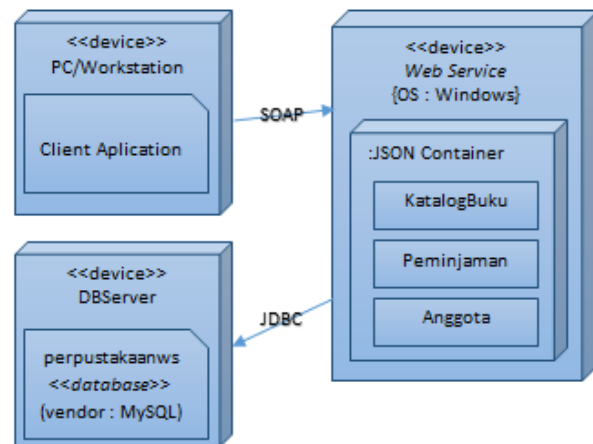 <<device>>
PC/Workstation
Client Aplication
SOAP
<<device>>
Web Service
{OS : Windows}
:JSON Container
KatalogBuku
Peminjaman
Anggota
<<device>>
DBServer
perpustakaanws
<<database>>
(vendor : MySQL)
JDBC